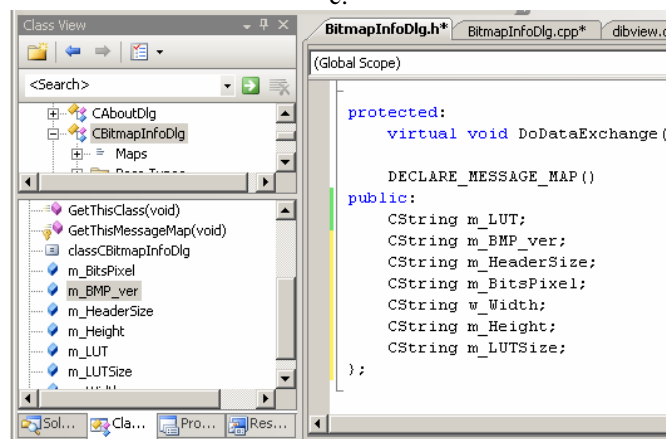 Class View
<Search>
CAboutDlg
CBitmapInfoDlg
Maps
GetThisClass(void)
GetThisMessageMap(void)
classCBitmapInfoDlg
m_BitsPixel
m_BMP_ver
m_HeaderSize
m_Height
m_LUT
m_LUTSize
Sol... Cla... Pro... Res...
BitmapInfoDlg.h* BitmapInfoDlg.cpp* dibview.
(Global Scope)
protected:
virtual void DoDataExchange(
DECLARE_MESSAGE_MAP()
public:
CString m_LUT;
CString m_BMP_ver;
CString m_HeaderSize;
CString m_BitsPixel;
CString w_Width;
CString m_Height;
CString m_LUTSize;
};